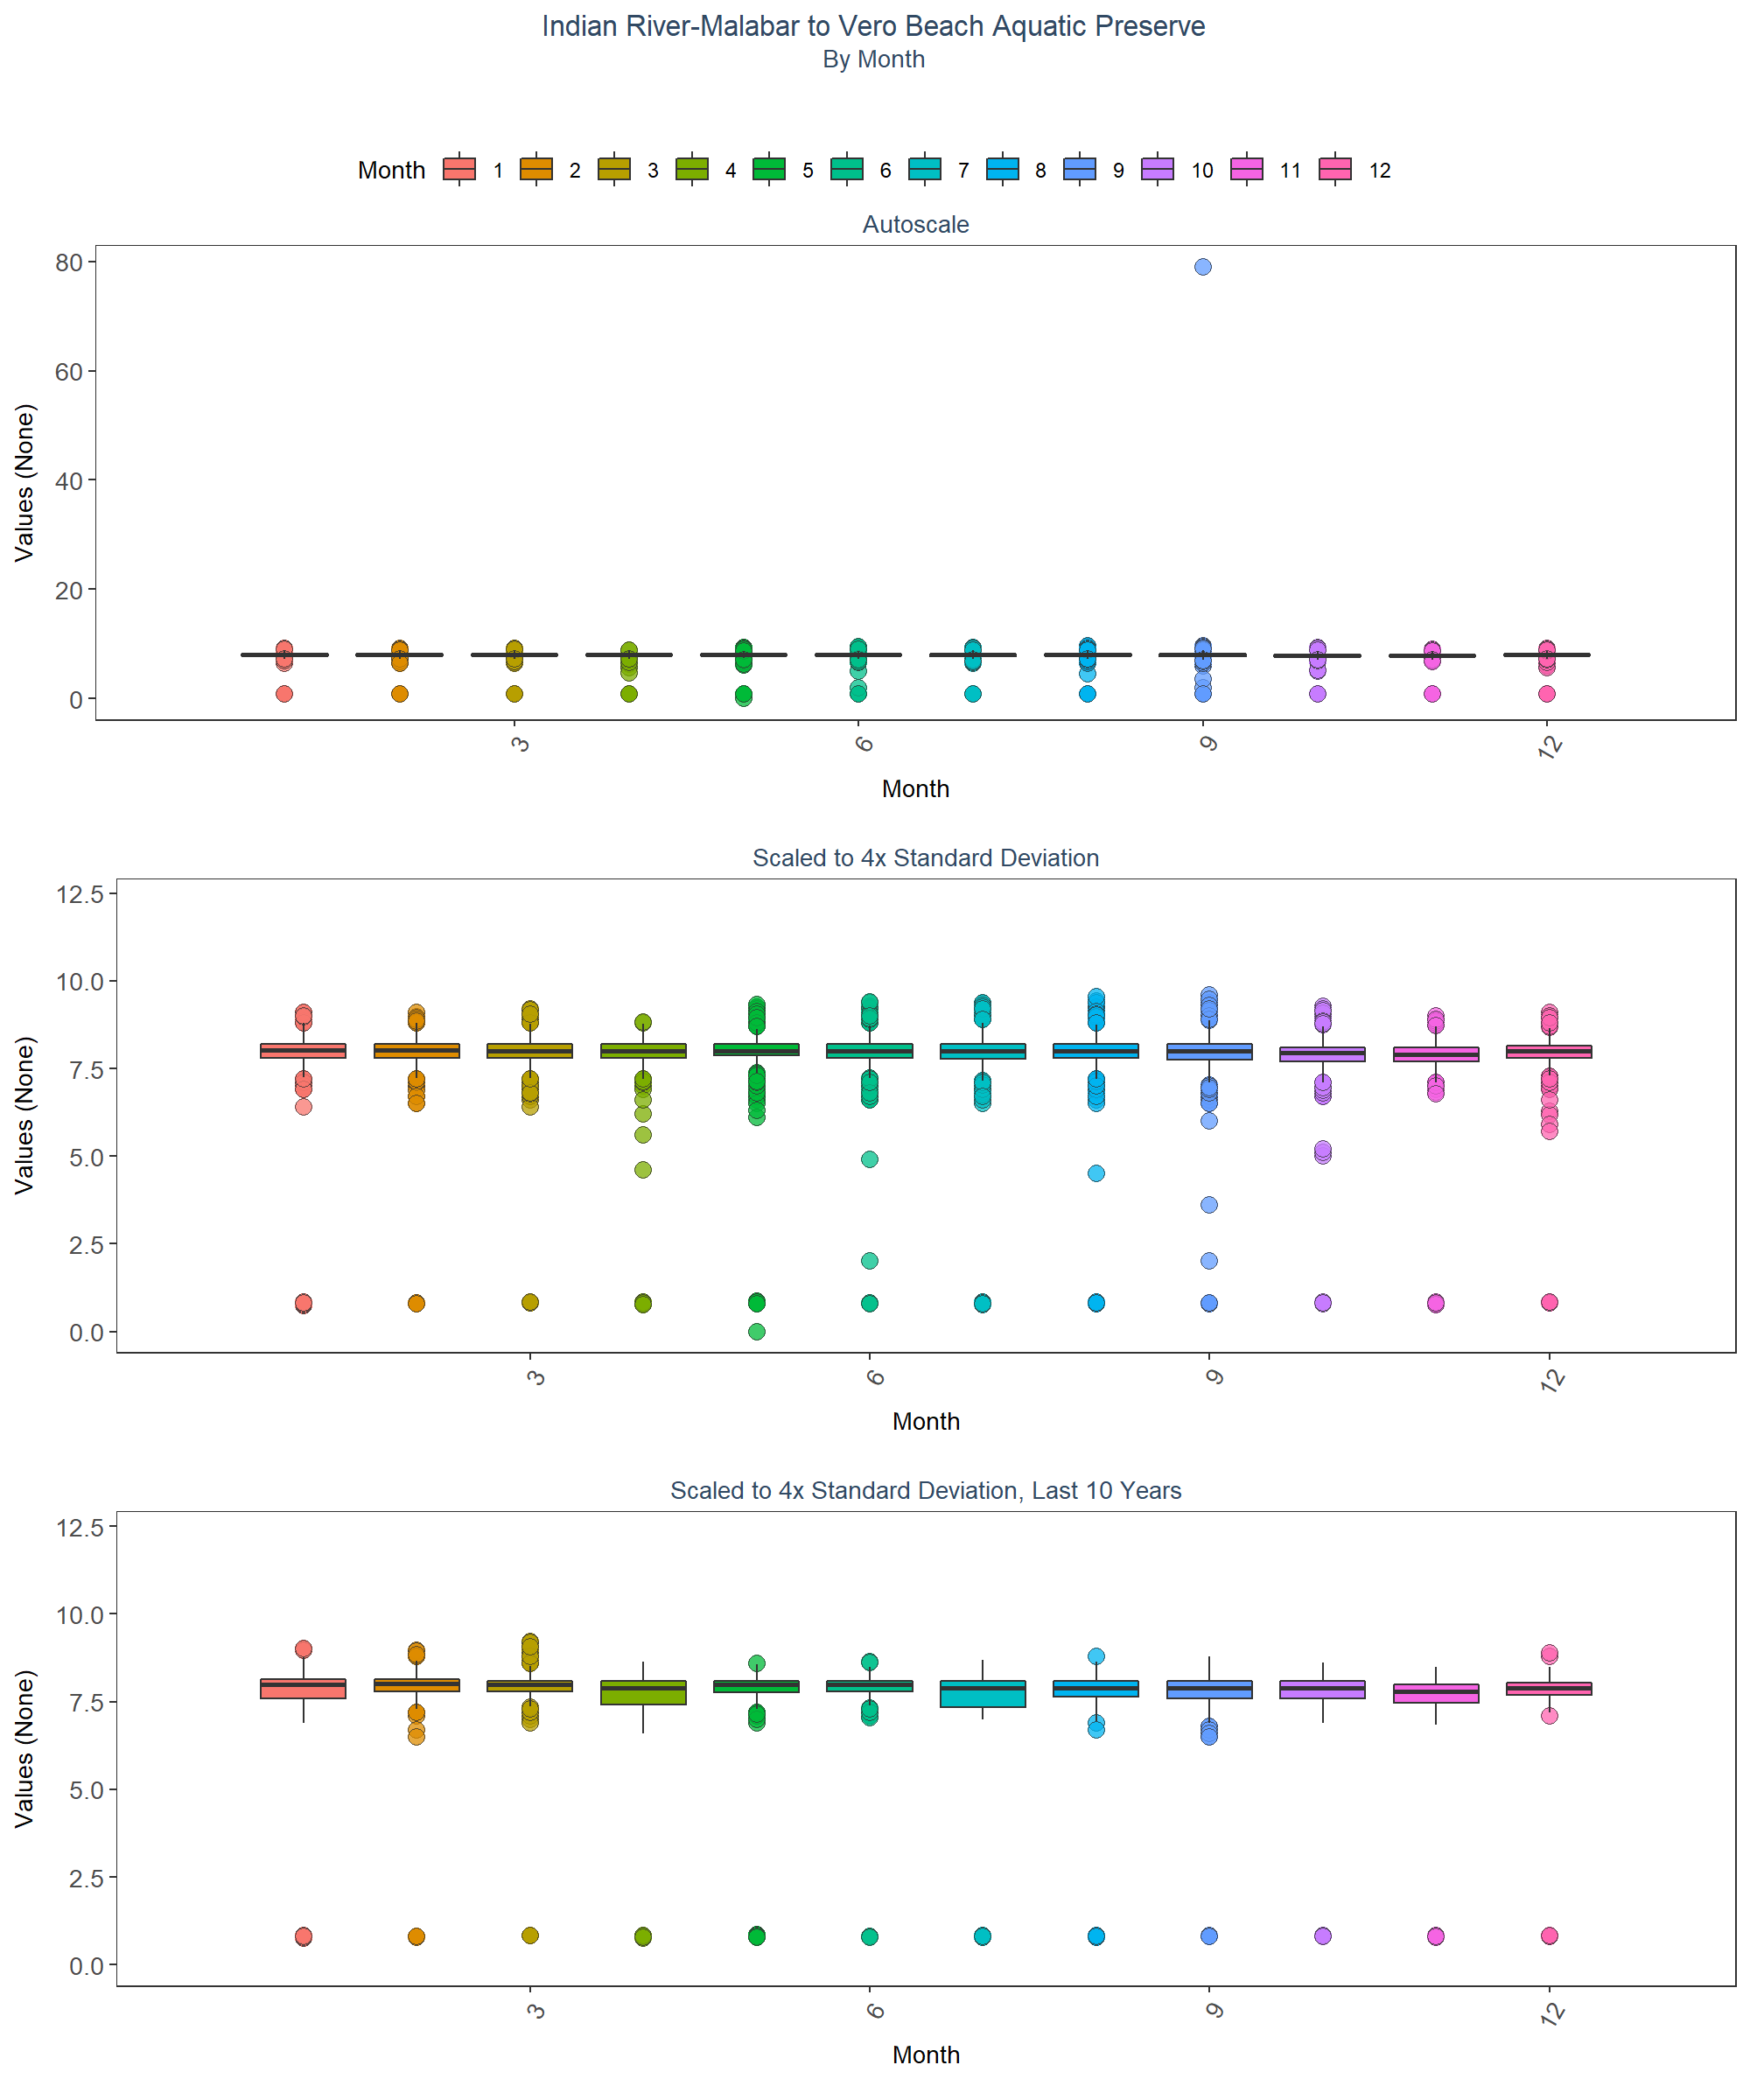 Indian River-Malabar to Vero Beach Aquatic Preserve
By Month
Month 1 2 3 4 5 6 7 8 9 10 11 12
Autoscale
Values (None)
80
60
40
20
0
3 6 9 12
Month
Scaled to 4x Standard Deviation
Values (None)
12.5
10.0
7.5
5.0
2.5
0.0
3 6 9 12
Month
Scaled to 4x Standard Deviation, Last 10 Years
Values (None)
12.5
10.0
7.5
5.0
2.5
0.0
3 6 9 12
Month